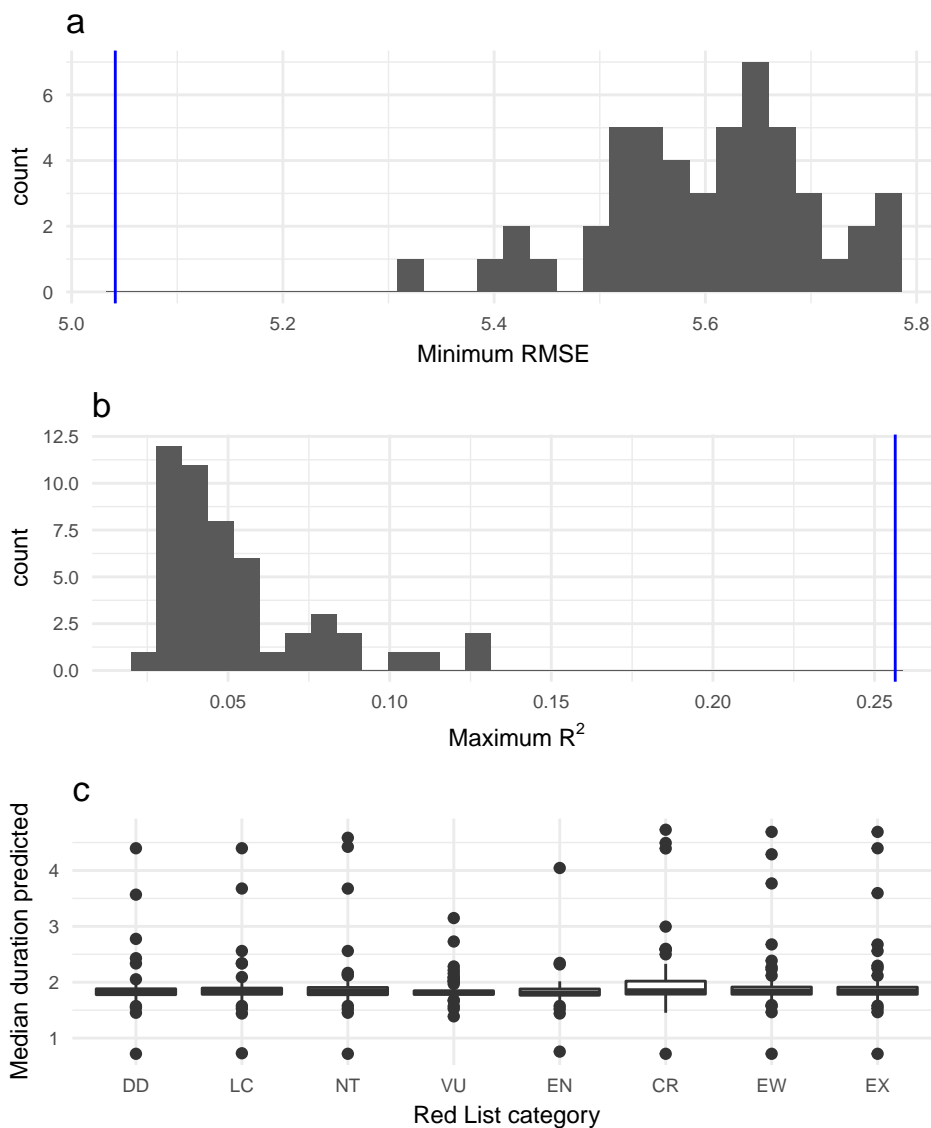 a
6
4
2
0
count
5.0 5.2 5.4 5.6 5.8
Minimum RMSE
b
12.5
10.0
7.5
5.0
2.5
0.0
count
0.05 0.10 0.15 0.20 0.25
Maximum R²
c
4
3
2
1
Median duration predicted
DD LC NT VU EN CR EW EX
Red List category